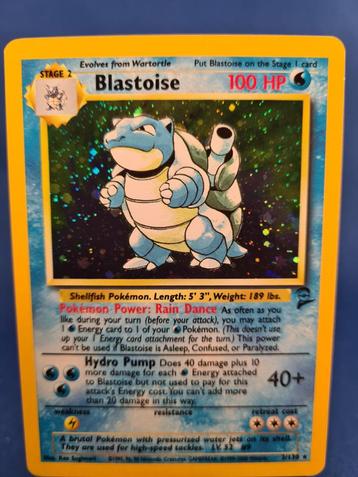 Evolves from Wartortle Put Blastoise on the Stage 1 card
STAGE 2
Blastoise 100 HP
Shellfish Pokémon. Length: 5' 3", Weight: 189 lbs.
Pokémon Power: Rain Dance As often as you
like during your turn (before your attack), you may attach
1 Energy card to 1 of your Pokémon. (This doesn't use
up your 1 Energy card attachment for the turn.) This power
can't be used if Blastoise is Asleep, Confused, or Paralyzed.
Hydro Pump Does 40 damage plus 10
more damage for each Energy attached
to Blastoise but not used to pay for this
attack's Energy cost. You can't add more
than 20 damage in this way.
40+
weakness resistance retreat cost
A brutal Pokémon with pressurized water jets on its shell.
They are used for high-speed tackles. LV. 52 #9
Illus. Ken Sugimori
2/130